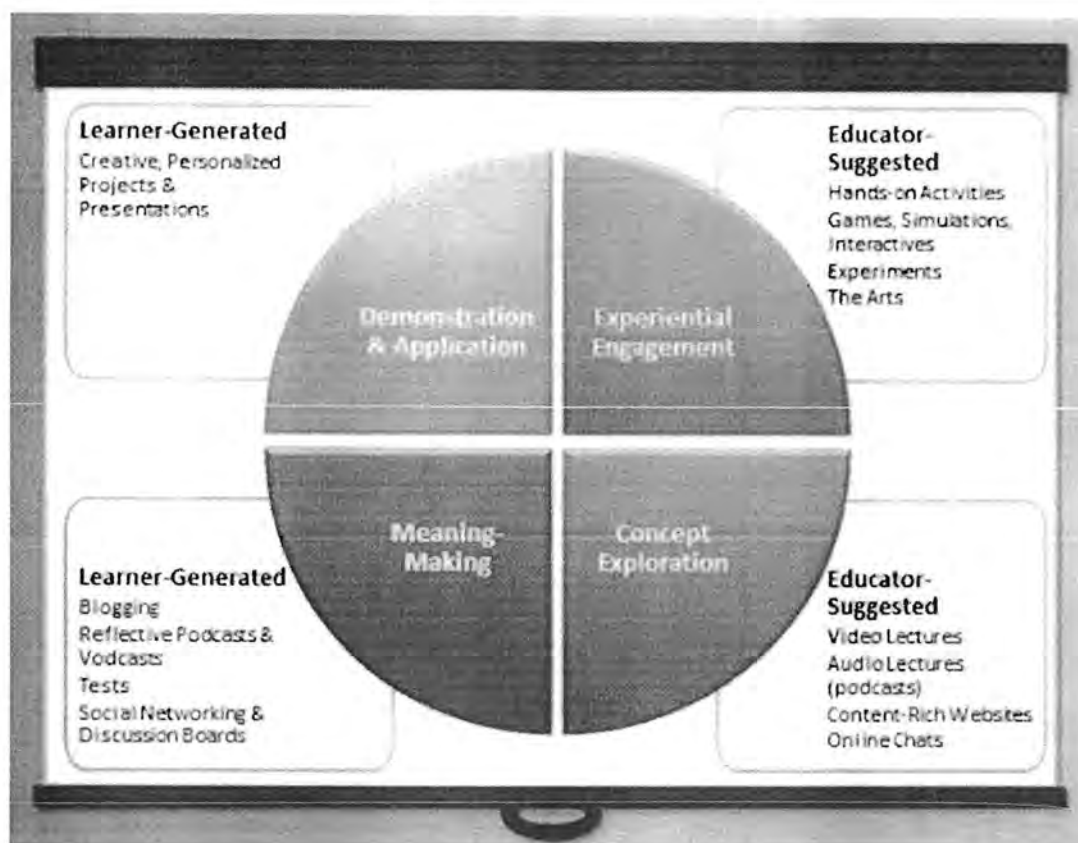 Learner-Generated
Creative, Personalized
Projects &
Presentations
Educator-
Suggested
Hands-on Activities
Games, Simulations,
Interactives
Experiments
The Arts
Demonstration
& Application
Experiential
Engagement
Meaning-
Making
Concept
Exploration
Learner-Generated
Blogging
Reflective Podcasts &
Vodcasts
Tests
Social Networking &
Discussion Boards
Educator-
Suggested
Video Lectures
Audio Lectures
(podcasts)
Content-Rich Websites
Online Chats